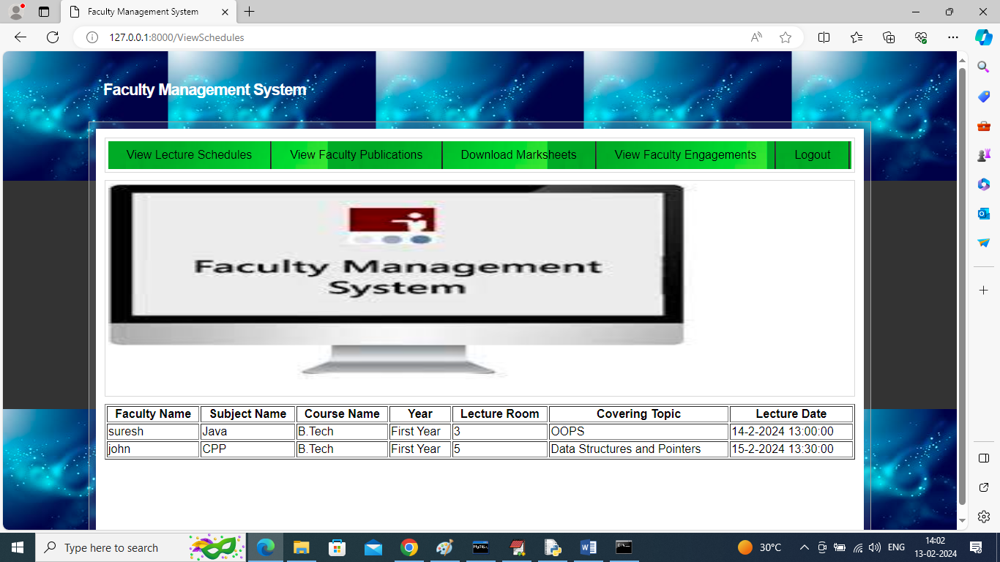 Faculty Management System
127.0.0.1:8000/ViewSchedules
Faculty Management System
View Lecture Schedules View Faculty Publications Download Marksheets View Faculty Engagements Logout
Faculty Management
System
Faculty Name Subject Name Course Name Year Lecture Room Covering Topic Lecture Date
suresh Java B.Tech First Year 3 OOPS 14-2-2024 13:00:00
john CPP B.Tech First Year 5 Data Structures and Pointers 15-2-2024 13:30:00
Type here to search 30°C ENG 14:02
13-02-2024